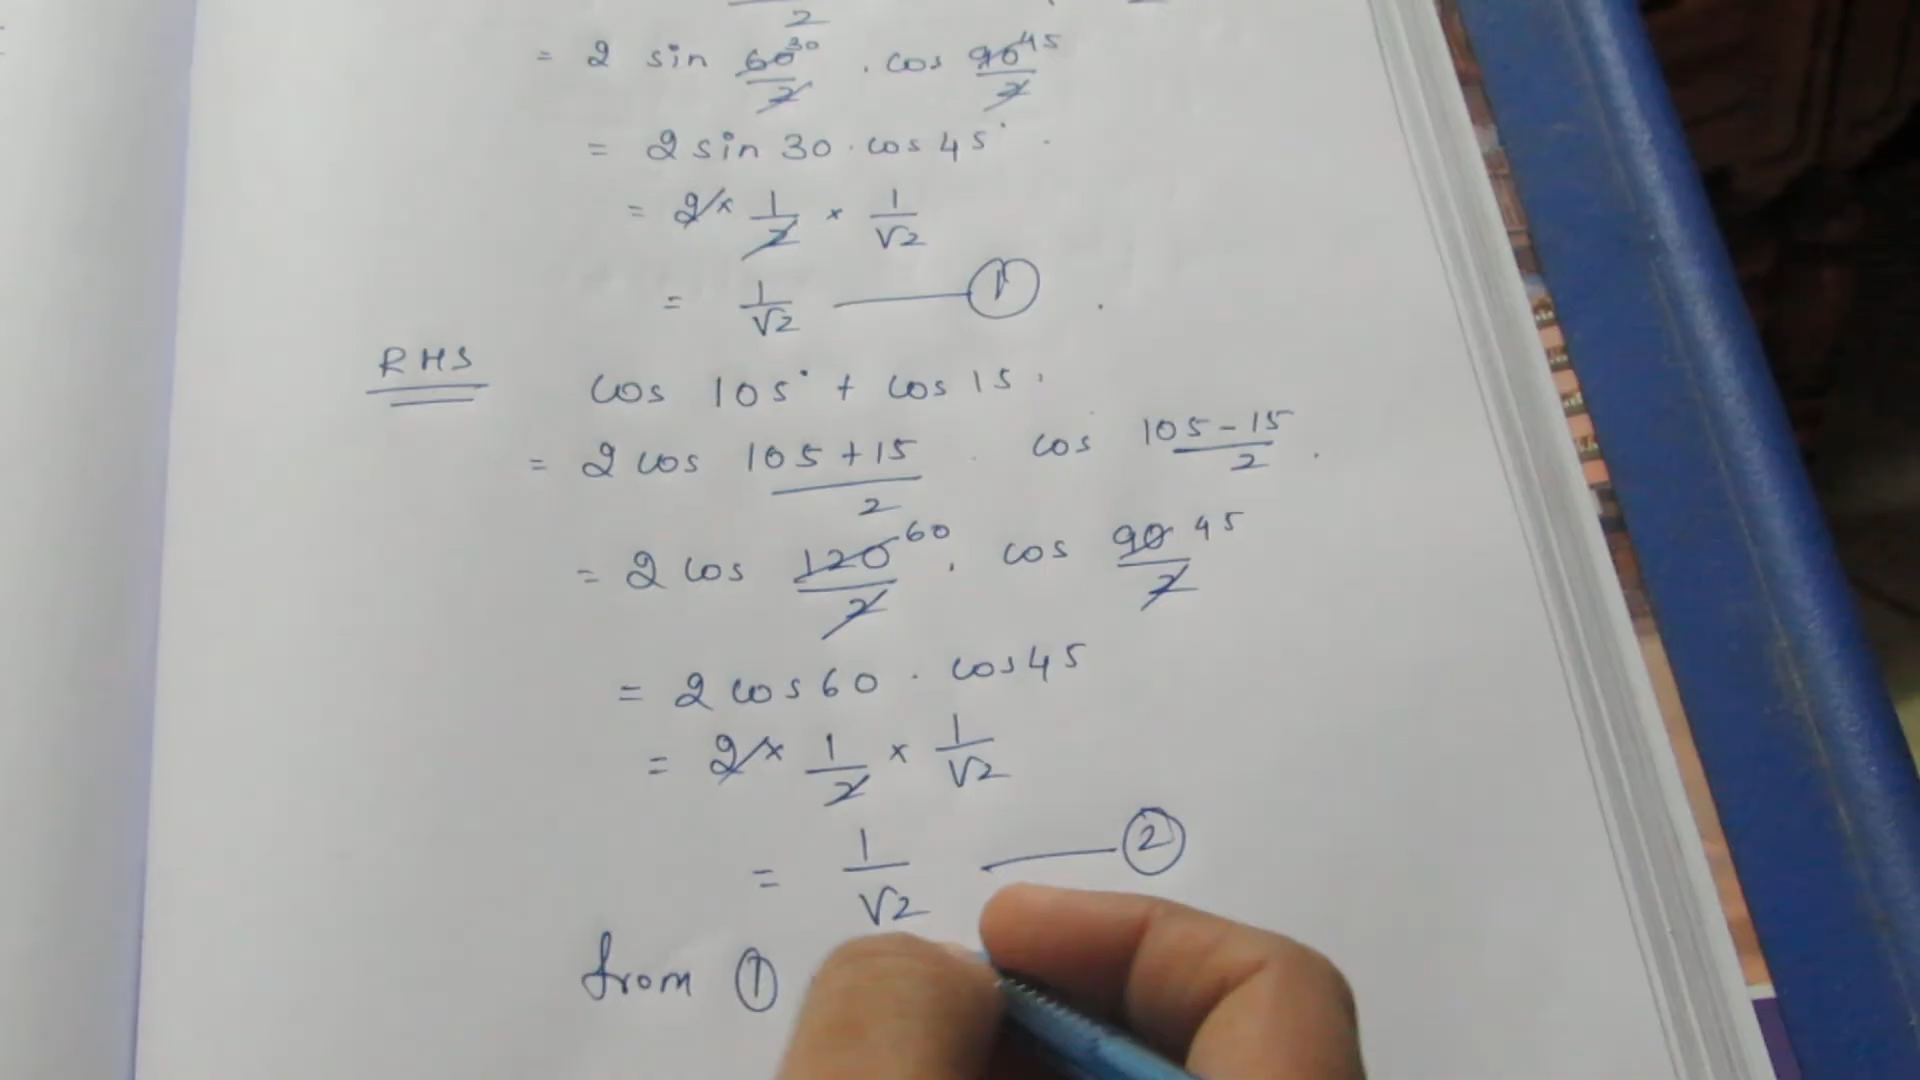 2
= 2 sin 60 30 / 2 . cos 90 45 / 2
= 2 sin 30 . cos 45° .
= 2 × 1/2 × 1/√2
= 1/√2 —— ①
RHS
cos 105° + cos 15 .
= 2 cos 105 + 15 / 2 . cos 105 - 15 / 2 .
= 2 cos 120 60 / 2 . cos 90 45 / 2
= 2 cos 60 . cos 45
= 2 × 1/2 × 1/√2
= 1/√2 —— ②
from ①